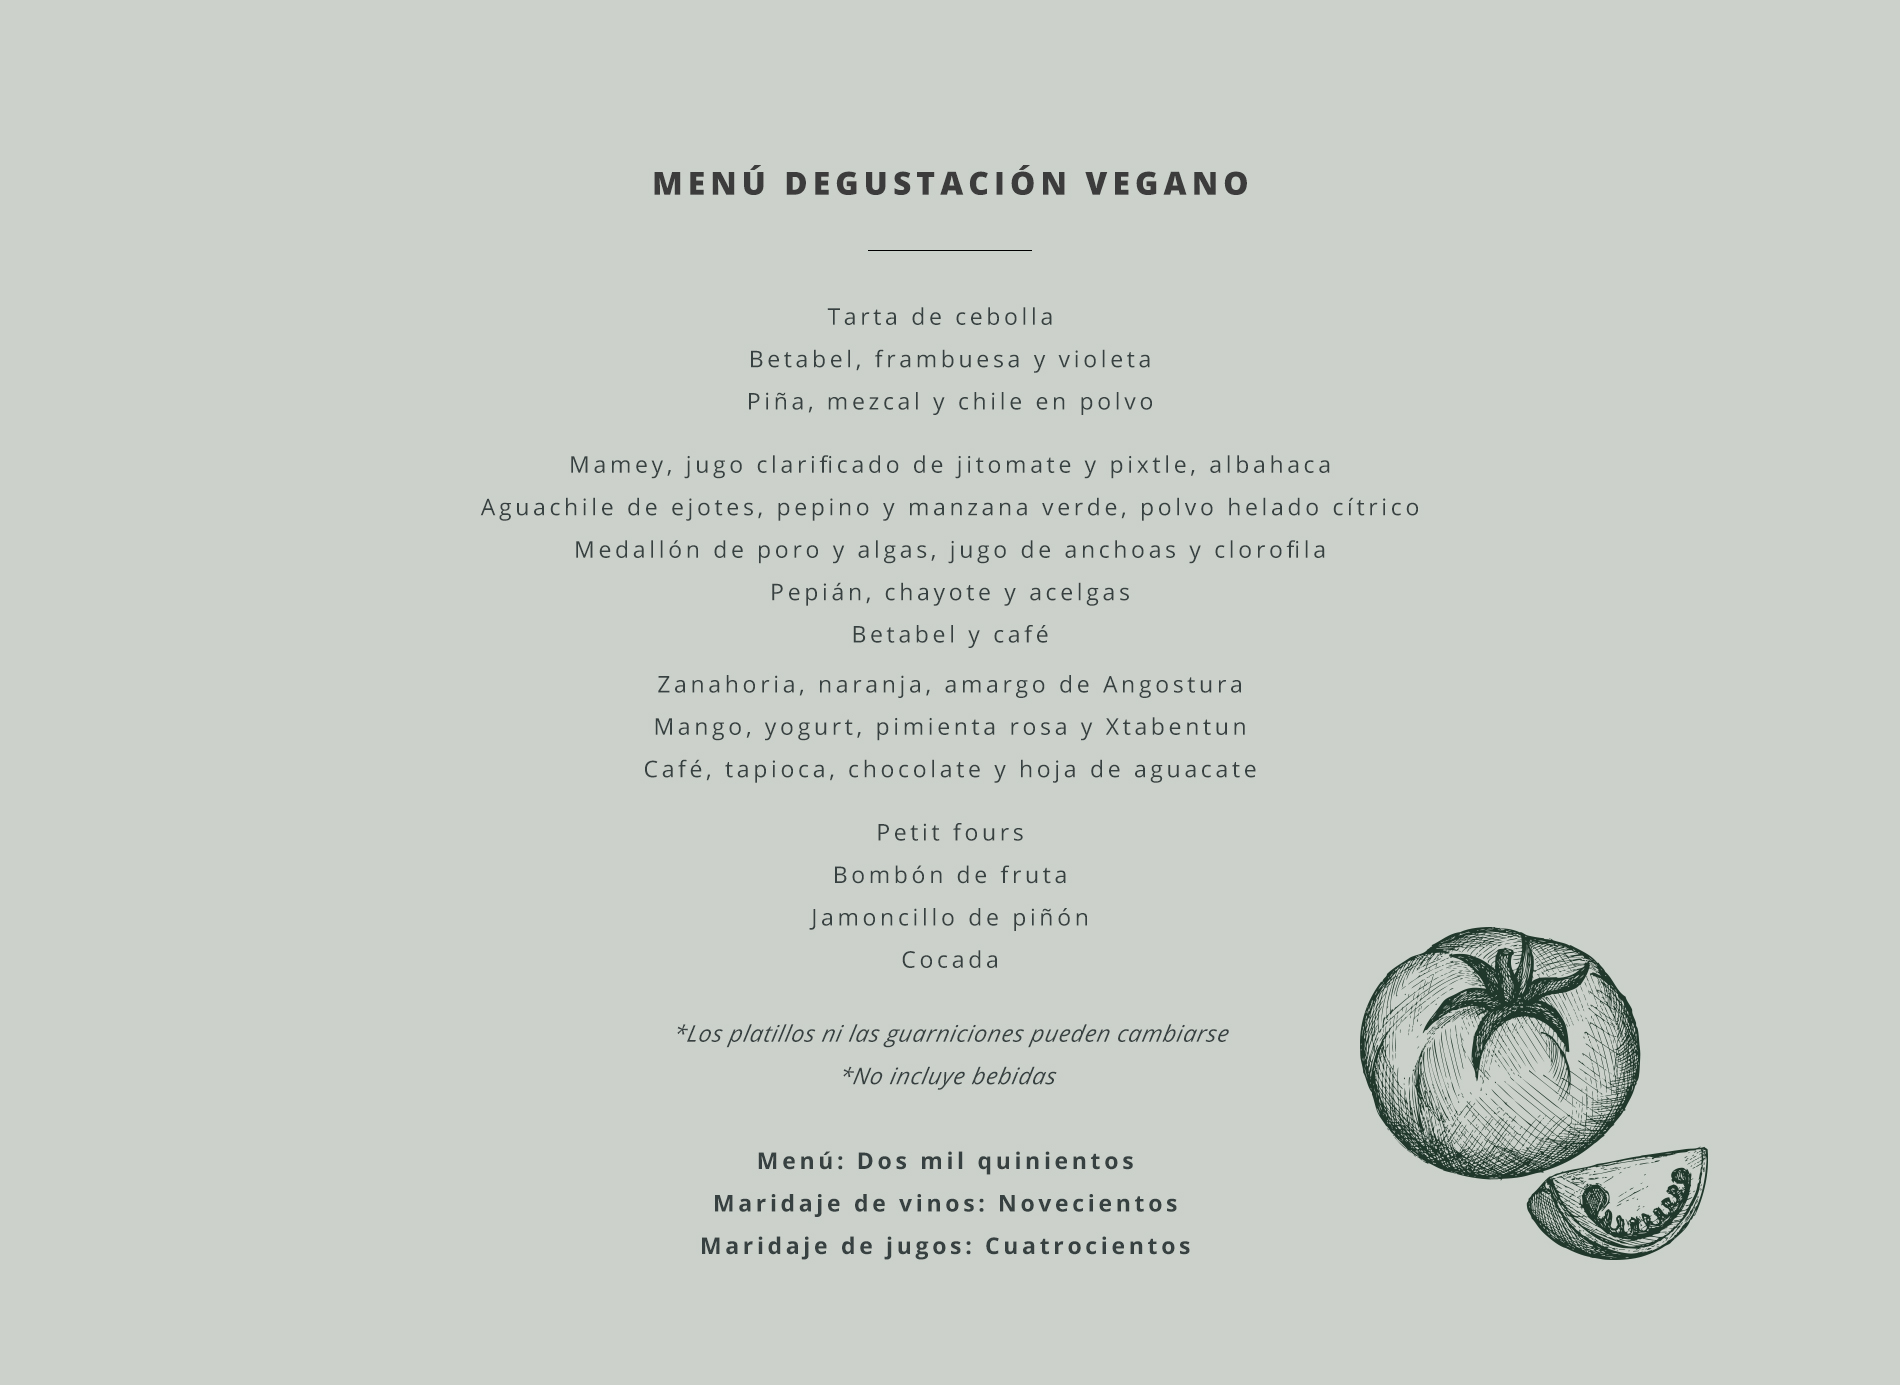 MENÚ DEGUSTACIÓN VEGANO
Tarta de cebolla
Betabel, frambuesa y violeta
Piña, mezcal y chile en polvo
Mamey, jugo clarificado de jitomate y pixtle, albahaca
Aguachile de ejotes, pepino y manzana verde, polvo helado cítrico
Medallón de poro y algas, jugo de anchoas y clorofila
Pepián, chayote y acelgas
Betabel y café
Zanahoria, naranja, amargo de Angostura
Mango, yogurt, pimienta rosa y Xtabentun
Café, tapioca, chocolate y hoja de aguacate
Petit fours
Bombón de fruta
Jamoncillo de piñón
Cocada
*Los platillos ni las guarniciones pueden cambiarse
*No incluye bebidas
Menú: Dos mil quinientos
Maridaje de vinos: Novecientos
Maridaje de jugos: Cuatrocientos